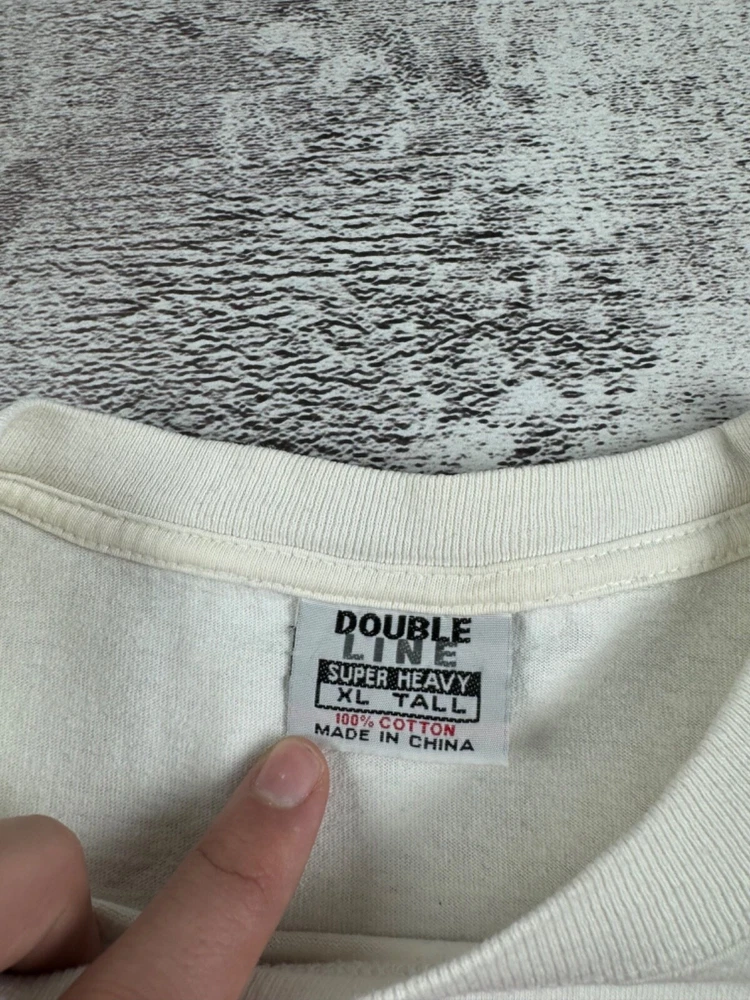 DOUBLE
LINE
SUPER HEAVY
XL TALL
100% COTTON
MADE IN CHINA